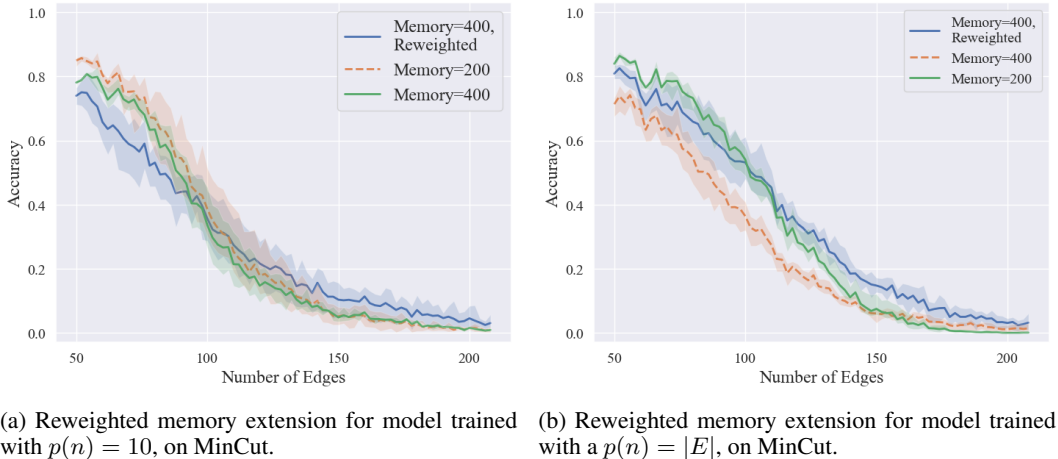 1.0
0.8
0.6
0.4
0.2
0.0
Accuracy
50
100
150
200
Number of Edges
Memory=400,
Reweighted
Memory=200
Memory=400
1.0
0.8
0.6
0.4
0.2
0.0
Accuracy
50
100
150
200
Number of Edges
Memory=400,
Reweighted
Memory=400
Memory=200
(a) Reweighted memory extension for model trained
with p(n) = 10, on MinCut.
(b) Reweighted memory extension for model trained
with a p(n) = |E|, on MinCut.